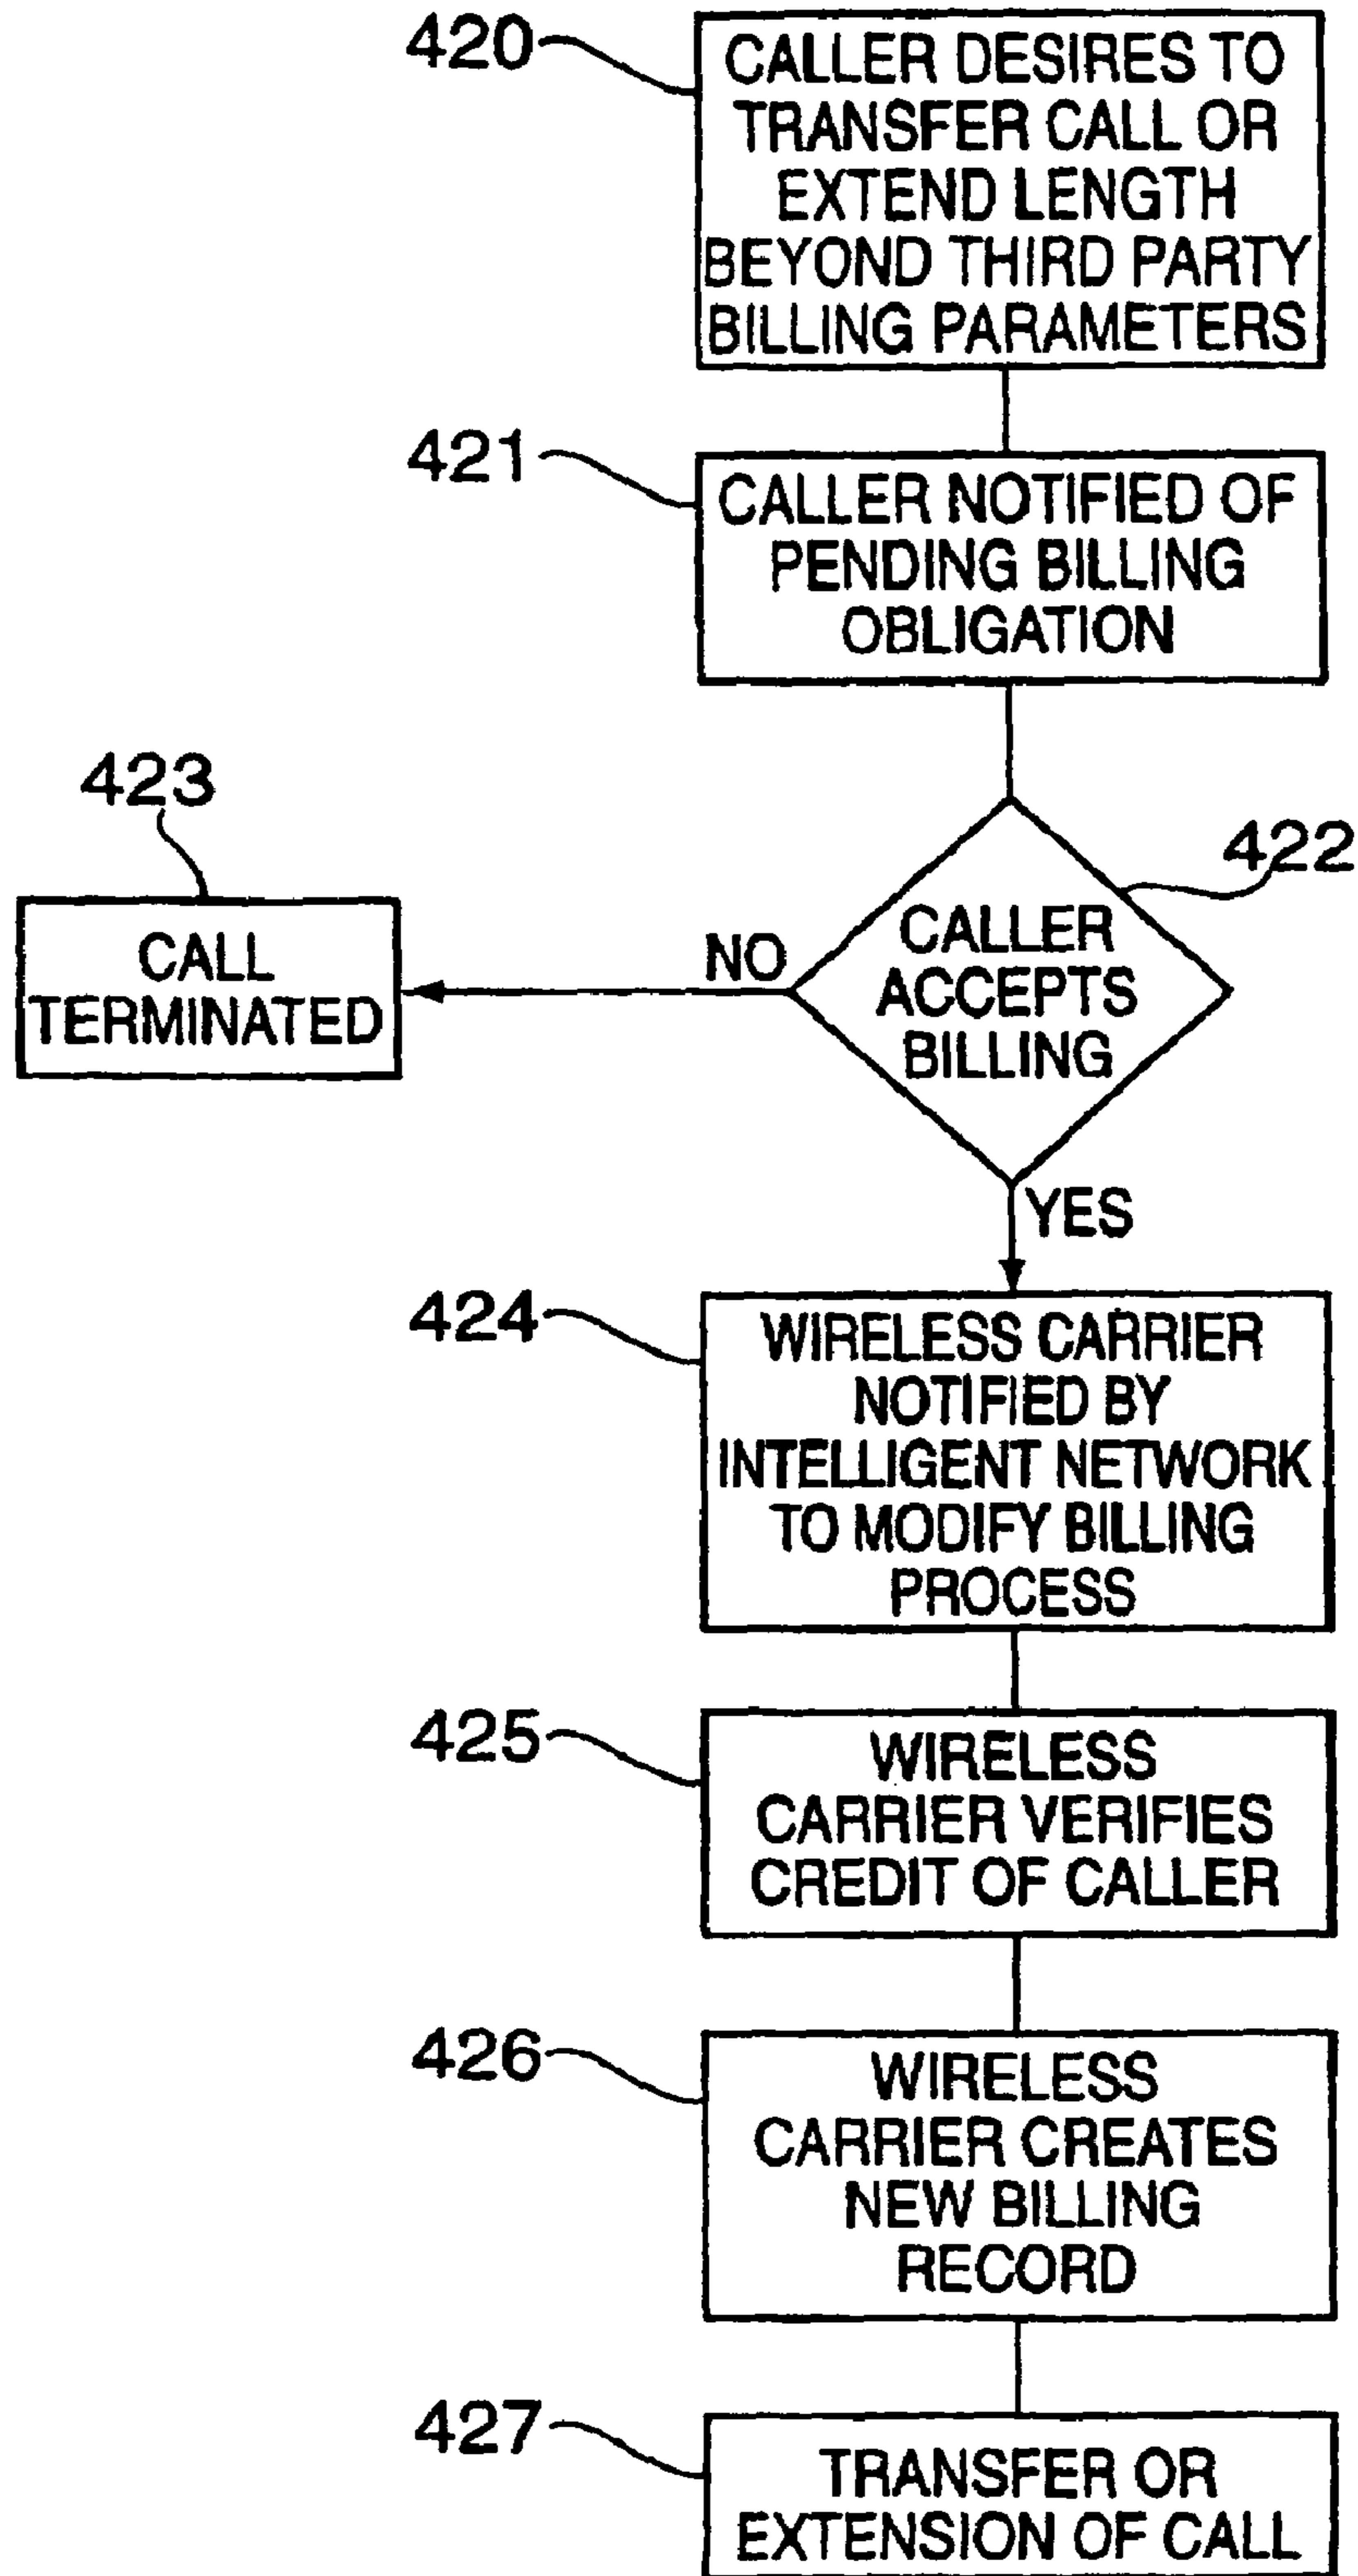 420
CALLER DESIRES TO
TRANSFER CALL OR
EXTEND LENGTH
BEYOND THIRD PARTY
BILLING PARAMETERS
421
CALLER NOTIFIED OF
PENDING BILLING
OBLIGATION
422
CALLER
ACCEPTS
BILLING
NO
423
CALL
TERMINATED
YES
424
WIRELESS CARRIER
NOTIFIED BY
INTELLIGENT NETWORK
TO MODIFY BILLING
PROCESS
425
WIRELESS
CARRIER VERIFIES
CREDIT OF CALLER
426
WIRELESS
CARRIER CREATES
NEW BILLING
RECORD
427
TRANSFER OR
EXTENSION OF CALL